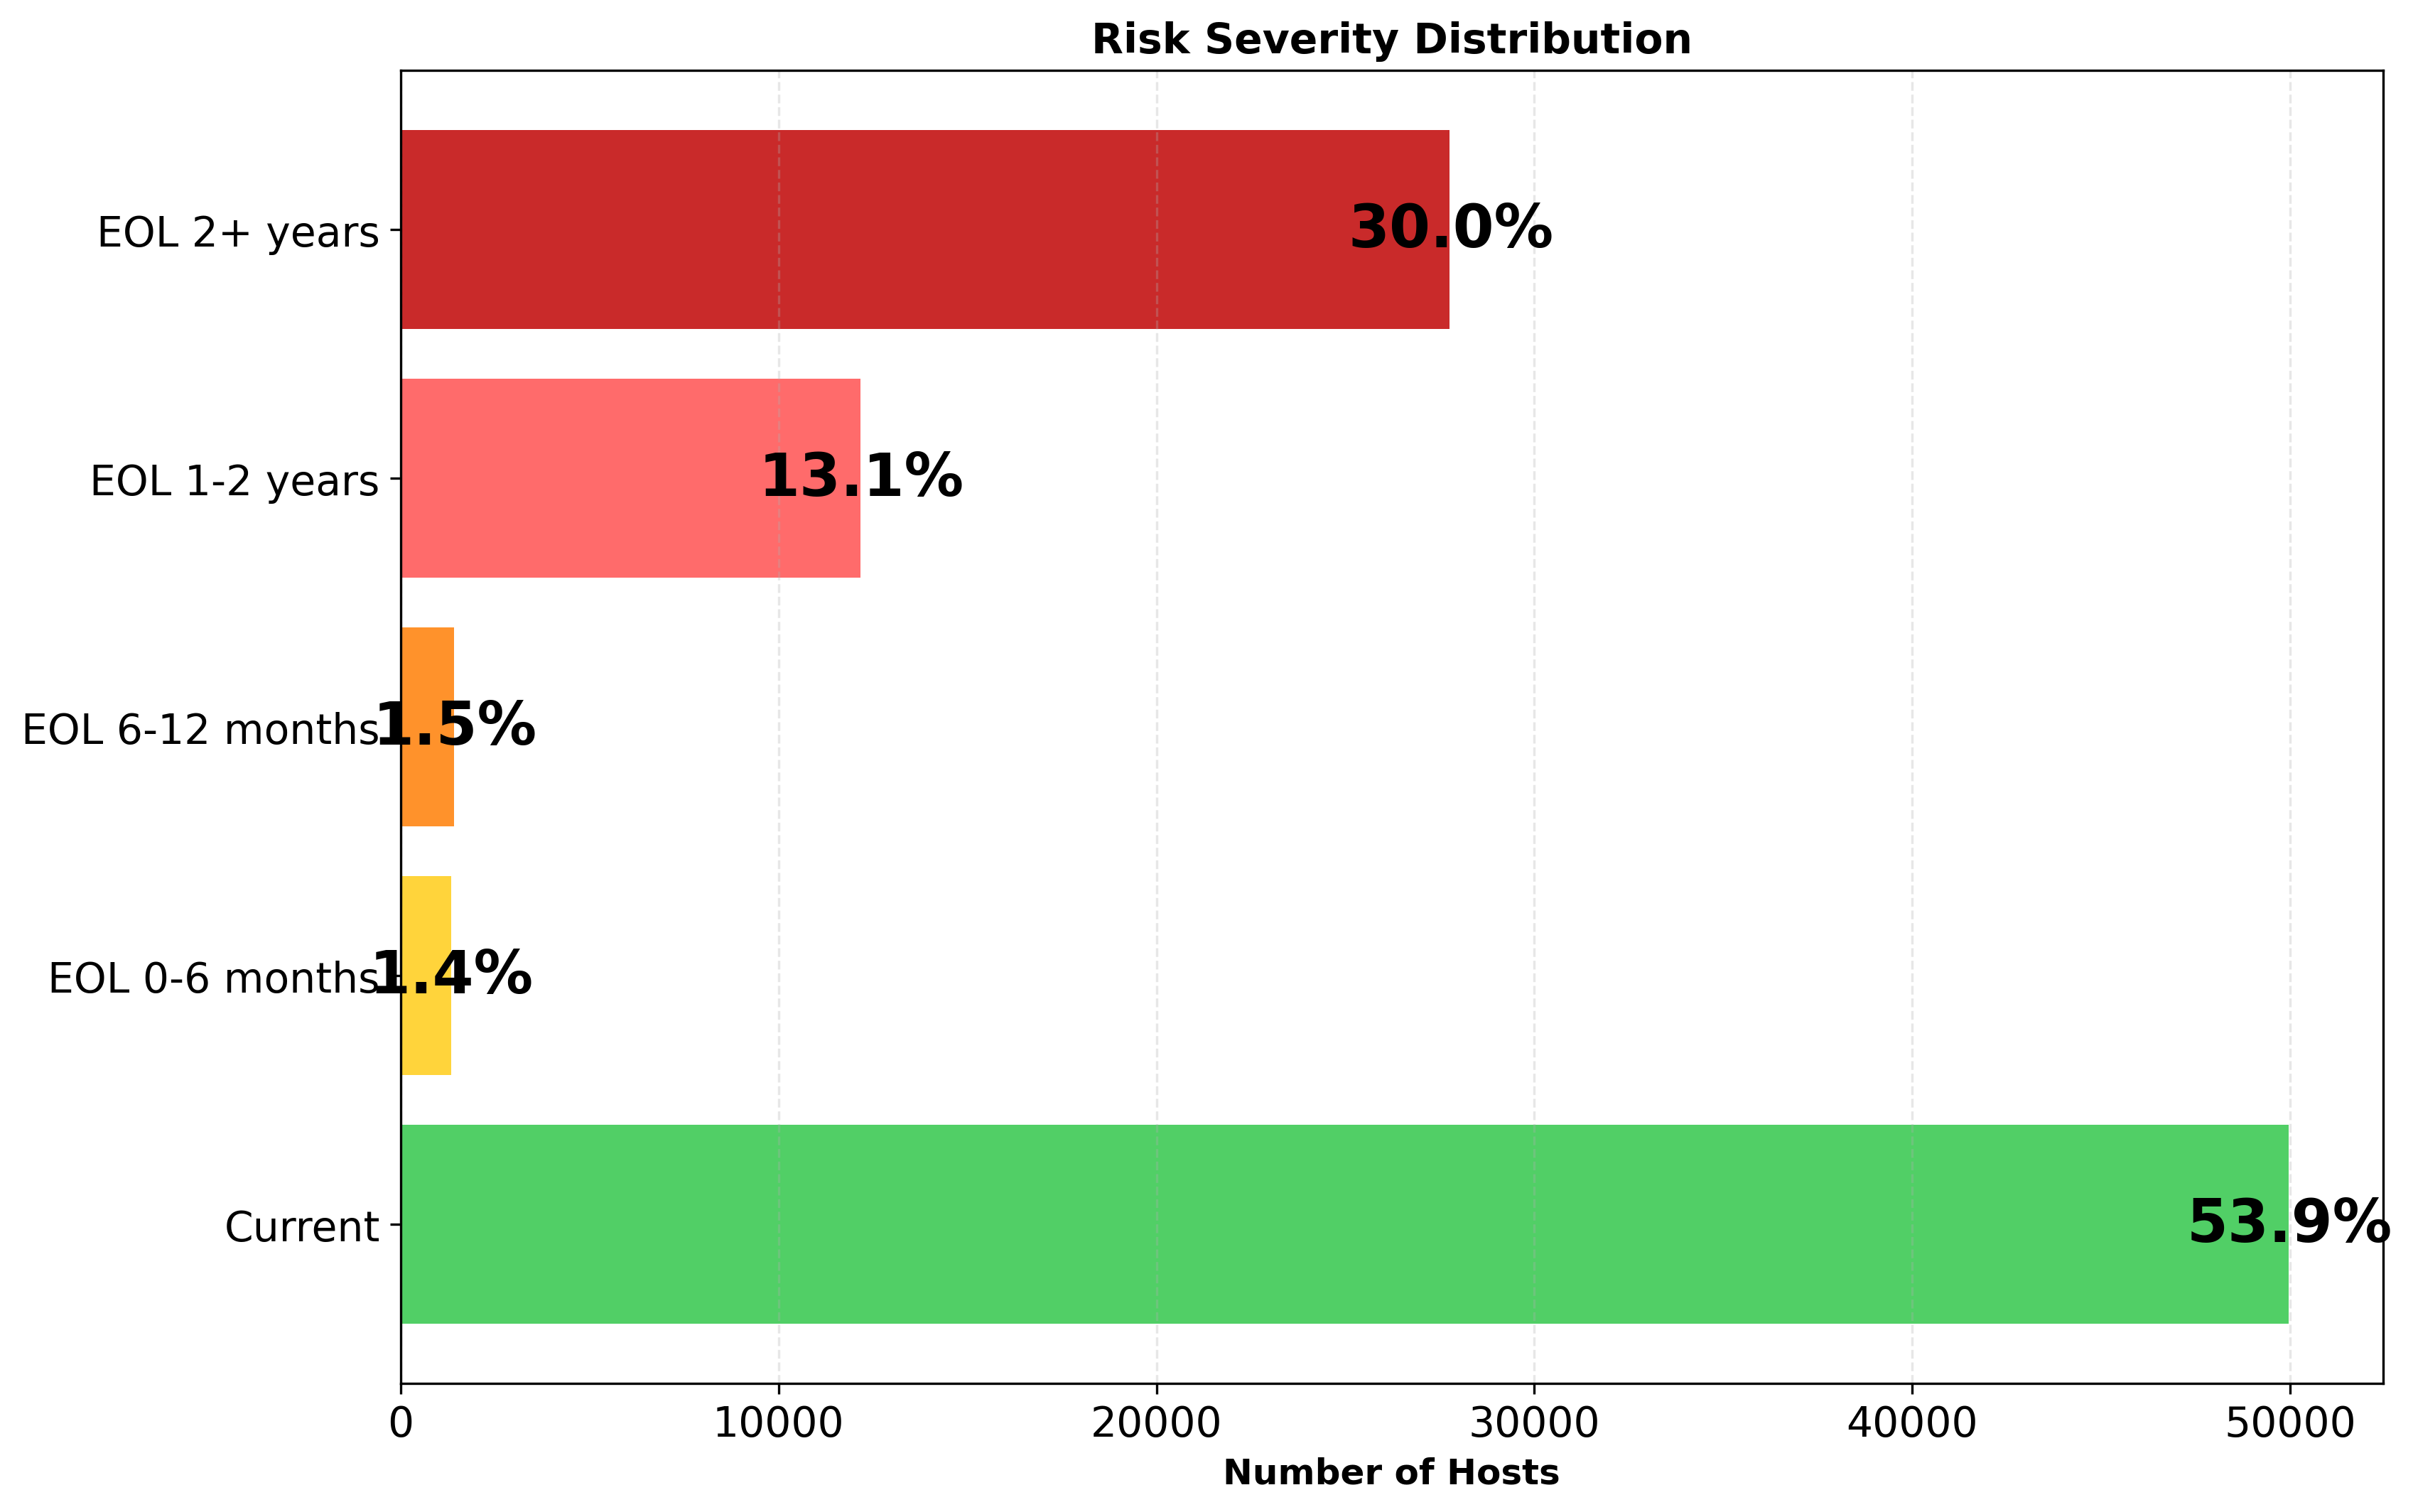 Risk Severity Distribution
EOL 2+ years
30.0%
EOL 1-2 years
13.1%
EOL 6-12 months
1.5%
EOL 0-6 months
1.4%
Current
53.9%
0 10000 20000 30000 40000 50000
Number of Hosts